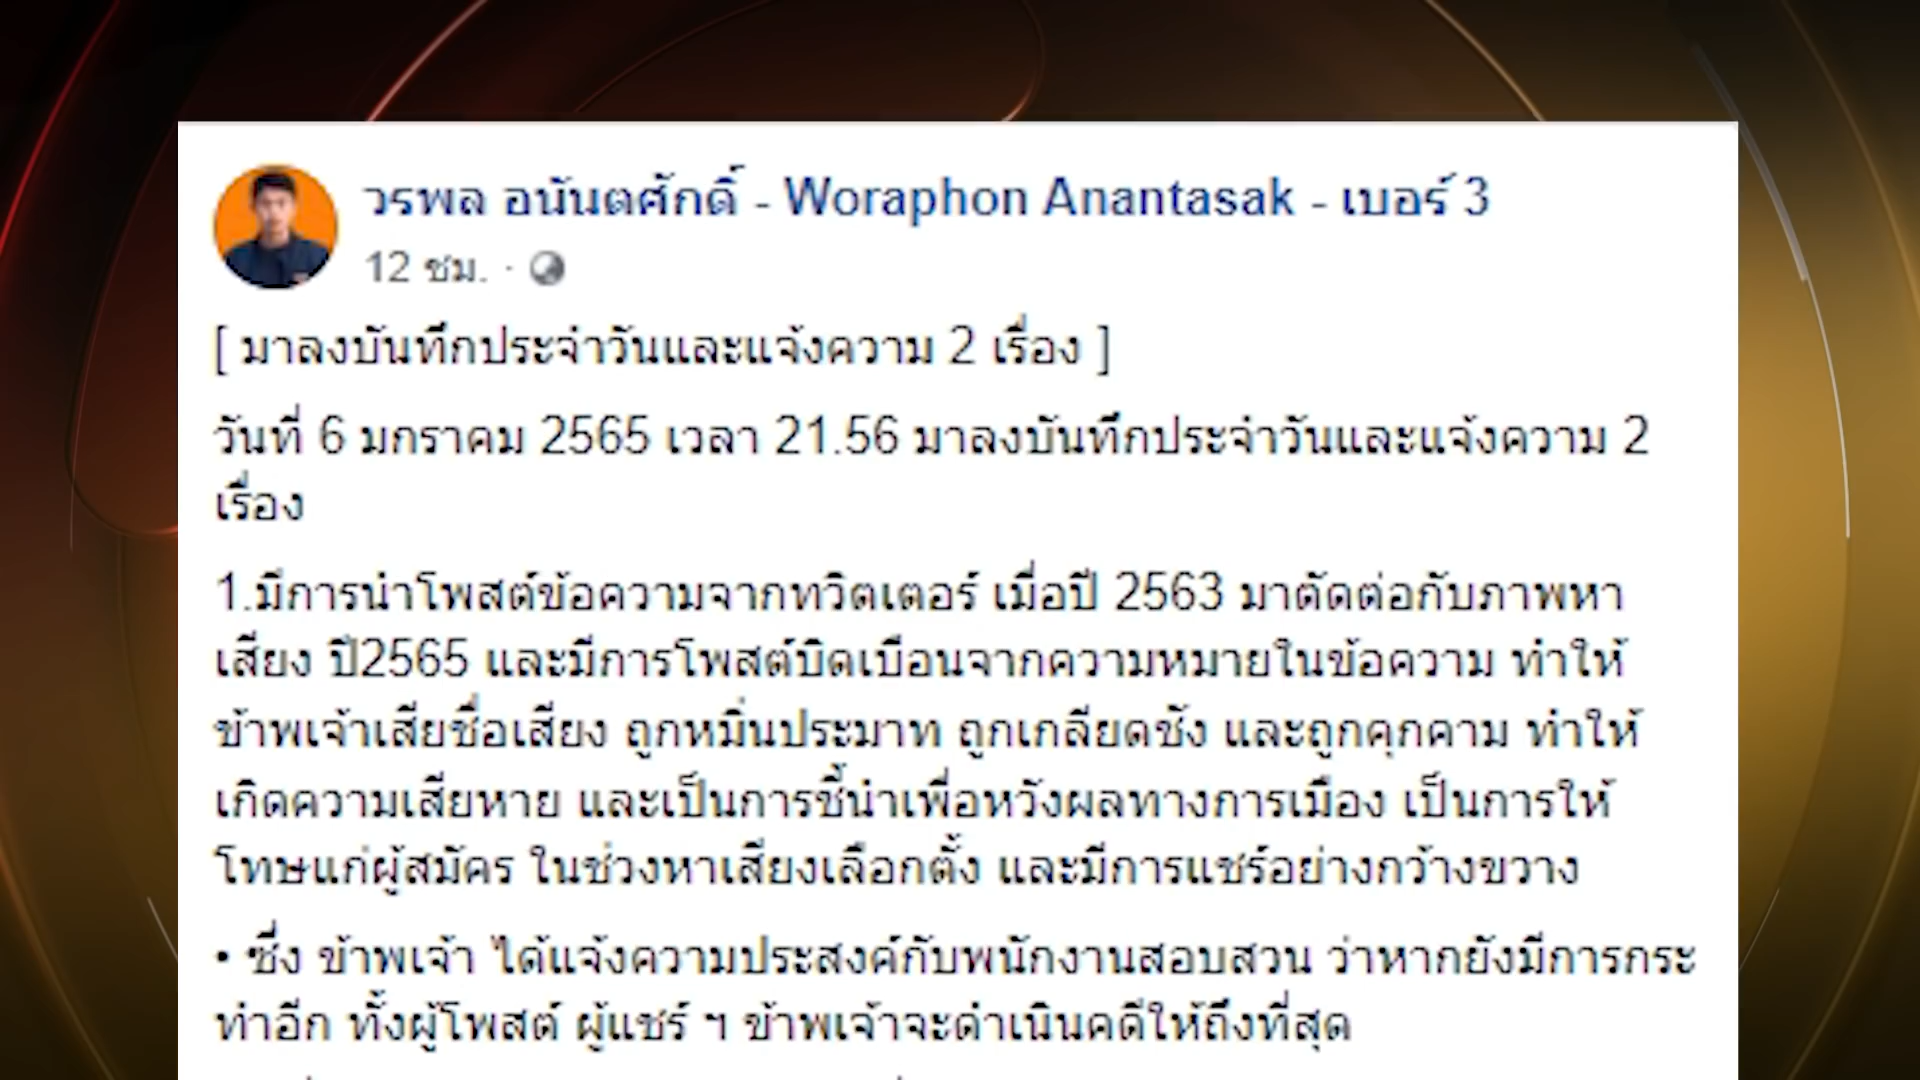 วรพล อนันตศักดิ์ - Woraphon Anantasak - เบอร์ 3
12 ชม. ·
[ มาลงบันทึกประจำวันและแจ้งความ 2 เรื่อง ]
วันที่ 6 มกราคม 2565 เวลา 21.56 มาลงบันทึกประจำวันและแจ้งความ 2
เรื่อง
1.มีการนำโพสต์ข้อความจากทวิตเตอร์ เมื่อปี 2563 มาตัดต่อกับภาพหา
เสียง ปี2565 และมีการโพสต์บิดเบือนจากความหมายในข้อความ ทำให้
ข้าพเจ้าเสียชื่อเสียง ถูกหมิ่นประมาท ถูกเกลียดชัง และถูกคุกคาม ทำให้
เกิดความเสียหาย และเป็นการชี้นำเพื่อหวังผลทางการเมือง เป็นการให้
โทษแก่ผู้สมัคร ในช่วงหาเสียงเลือกตั้ง และมีการแชร์อย่างกว้างขวาง
• ซึ่ง ข้าพเจ้า ได้แจ้งความประสงค์กับพนักงานสอบสวน ว่าหากยังมีการกระ
ทำอีก ทั้งผู้โพสต์ ผู้แชร์ ฯ ข้าพเจ้าจะดำเนินคดีให้ถึงที่สุด